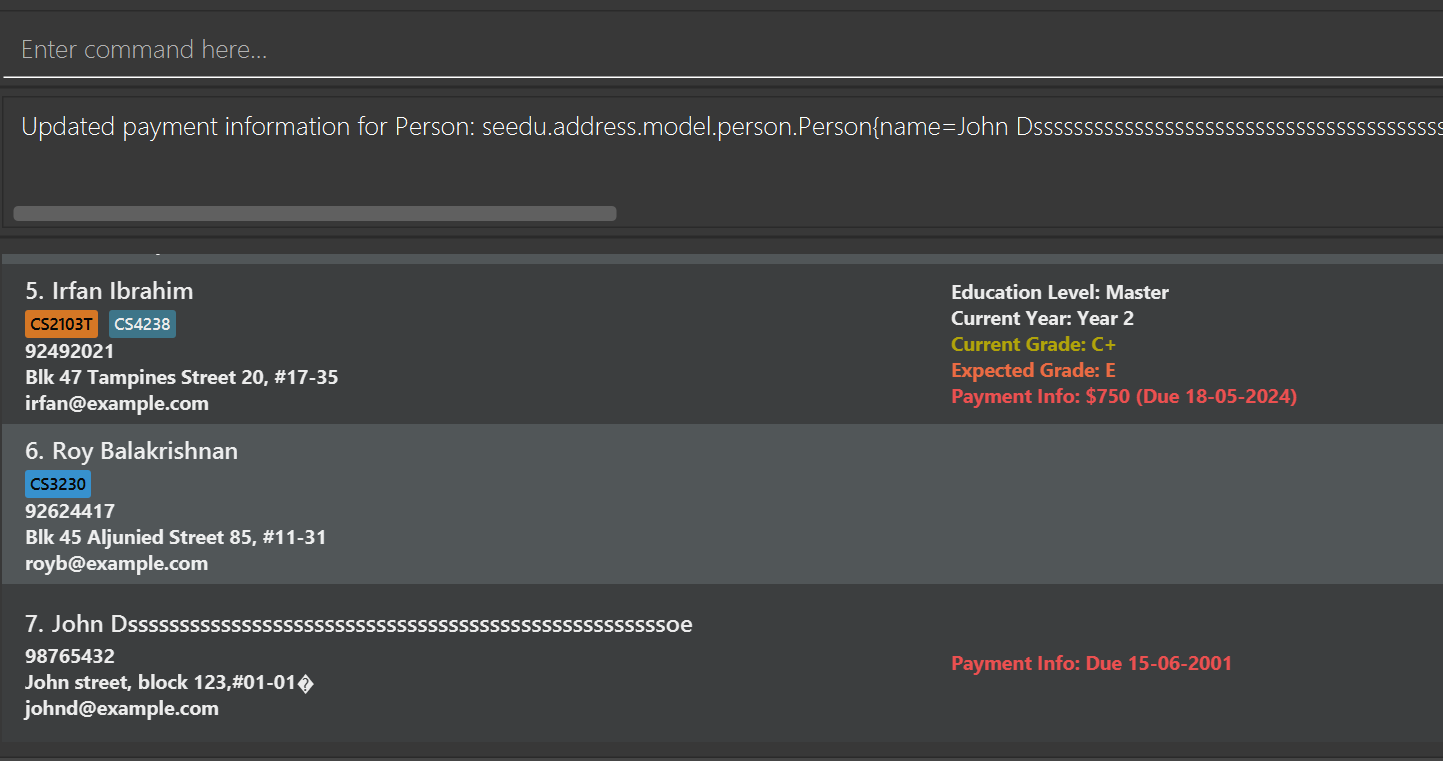 Enter command here...
Updated payment information for Person: seedu.address.model.person.Person{name=John Dsssssssssssssssssssssssssssssssssssssssss
5. Irfan Ibrahim
CS2103T CS4238
92492021
Blk 47 Tampines Street 20, #17-35
irfan@example.com
Education Level: Master
Current Year: Year 2
Current Grade: C+
Expected Grade: E
Payment Info: $750 (Due 18-05-2024)
6. Roy Balakrishnan
CS3230
92624417
Blk 45 Aljunied Street 85, #11-31
royb@example.com
7. John Dsssssssssssssssssssssssssssssssssssssssssssssssssssssoe
98765432
John street, block 123,#01-01�
johnd@example.com
Payment Info: Due 15-06-2001